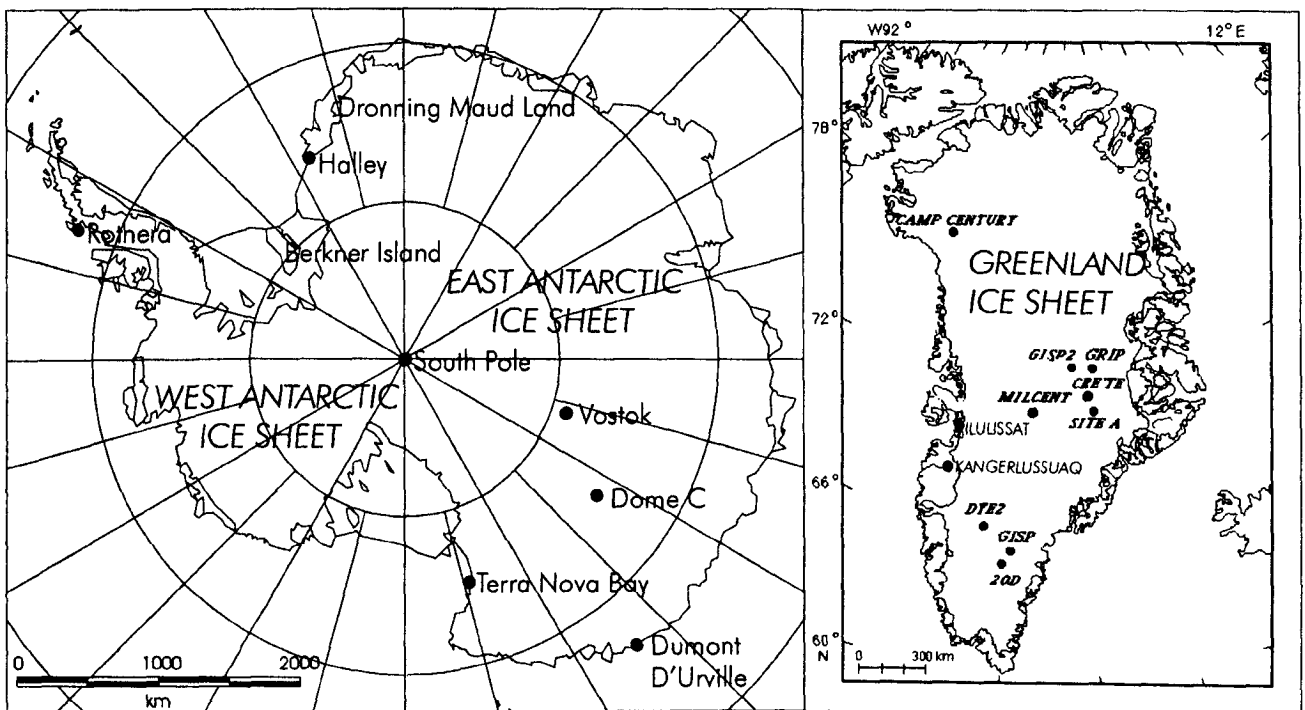 Dronning Maud Land
Halley
Rothera
Berkner Island
EAST ANTARCTIC
ICE SHEET
South Pole
WEST ANTARCTIC
ICE SHEET
Vostok
Dome C
Terra Nova Bay
Dumont
D'Urville
0 1000 2000
km
W92° 12°E
78°
CAMP CENTURY
GREENLAND
ICE SHEET
72°
GISP2 GRIP
CRETE
MILCENT
SITE A
ILULISSAT
KANGERLUSSUAQ
66°
DYE2
GISP
20D
60°
N
0 300 km